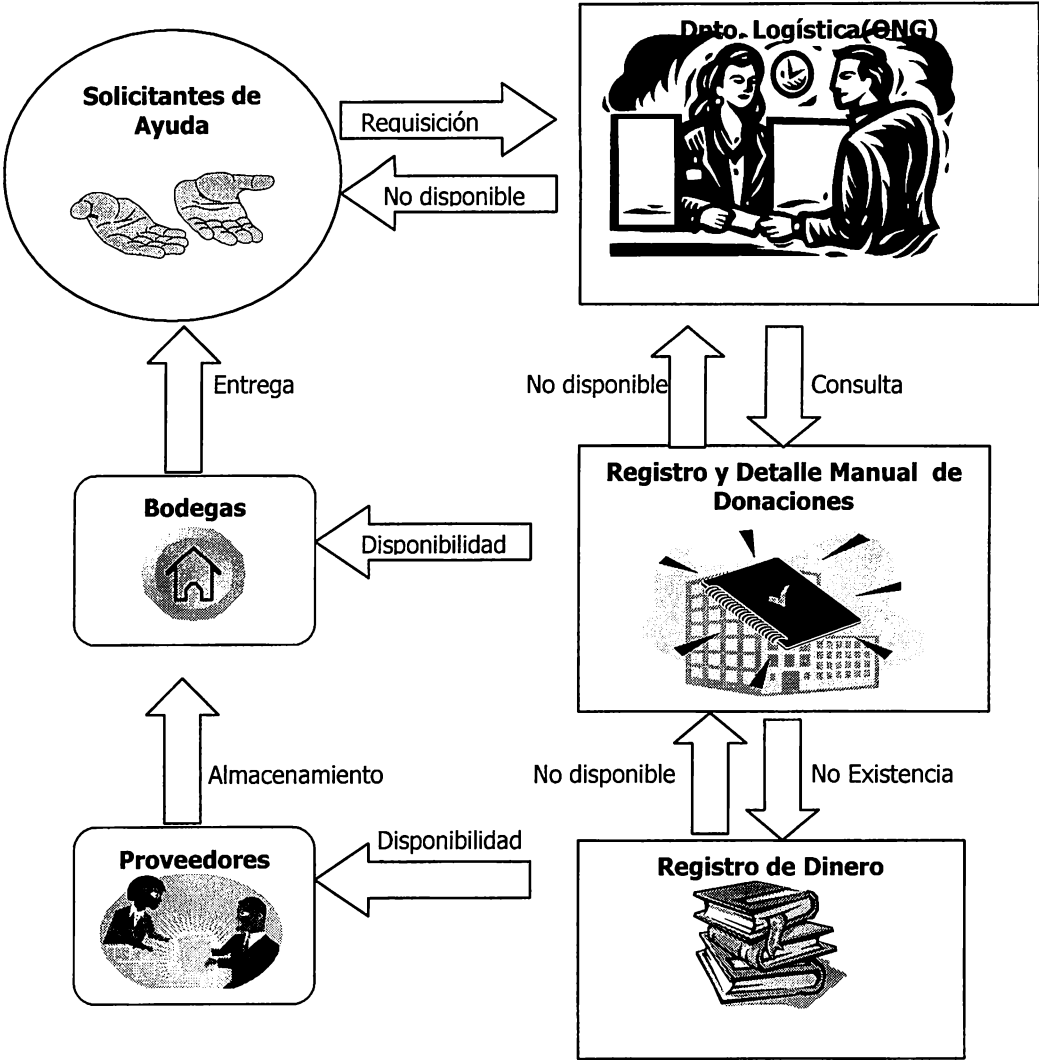 Dpto. Logística(ONG)
Solicitantes de
Ayuda
Requisición
No disponible
Entrega
No disponible
Consulta
Registro y Detalle Manual de
Donaciones
Bodegas
Disponibilidad
Almacenamiento
No disponible
No Existencia
Disponibilidad
Proveedores
Registro de Dinero